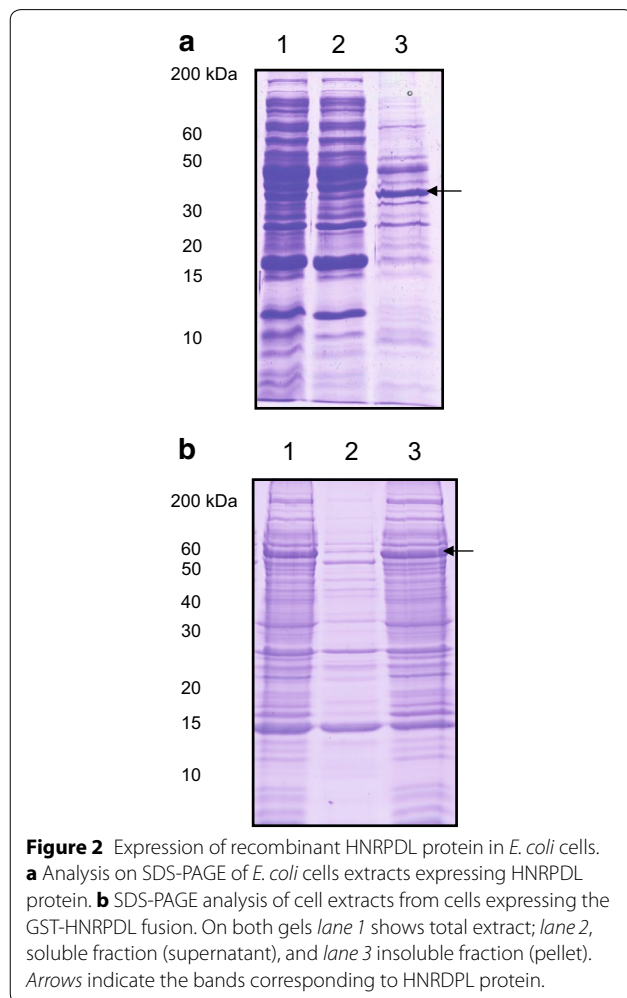 a
1 2 3
200 kDa
60
50
30
20
15
10
b
1 2 3
200 kDa
60
50
40
30
20
15
10
Figure 2 Expression of recombinant HNRPDL protein in E. coli cells.
a Analysis on SDS-PAGE of E. coli cells extracts expressing HNRPDL
protein. b SDS-PAGE analysis of cell extracts from cells expressing the
GST-HNRPDL fusion. On both gels lane 1 shows total extract; lane 2,
soluble fraction (supernatant), and lane 3 insoluble fraction (pellet).
Arrows indicate the bands corresponding to HNRDPL protein.